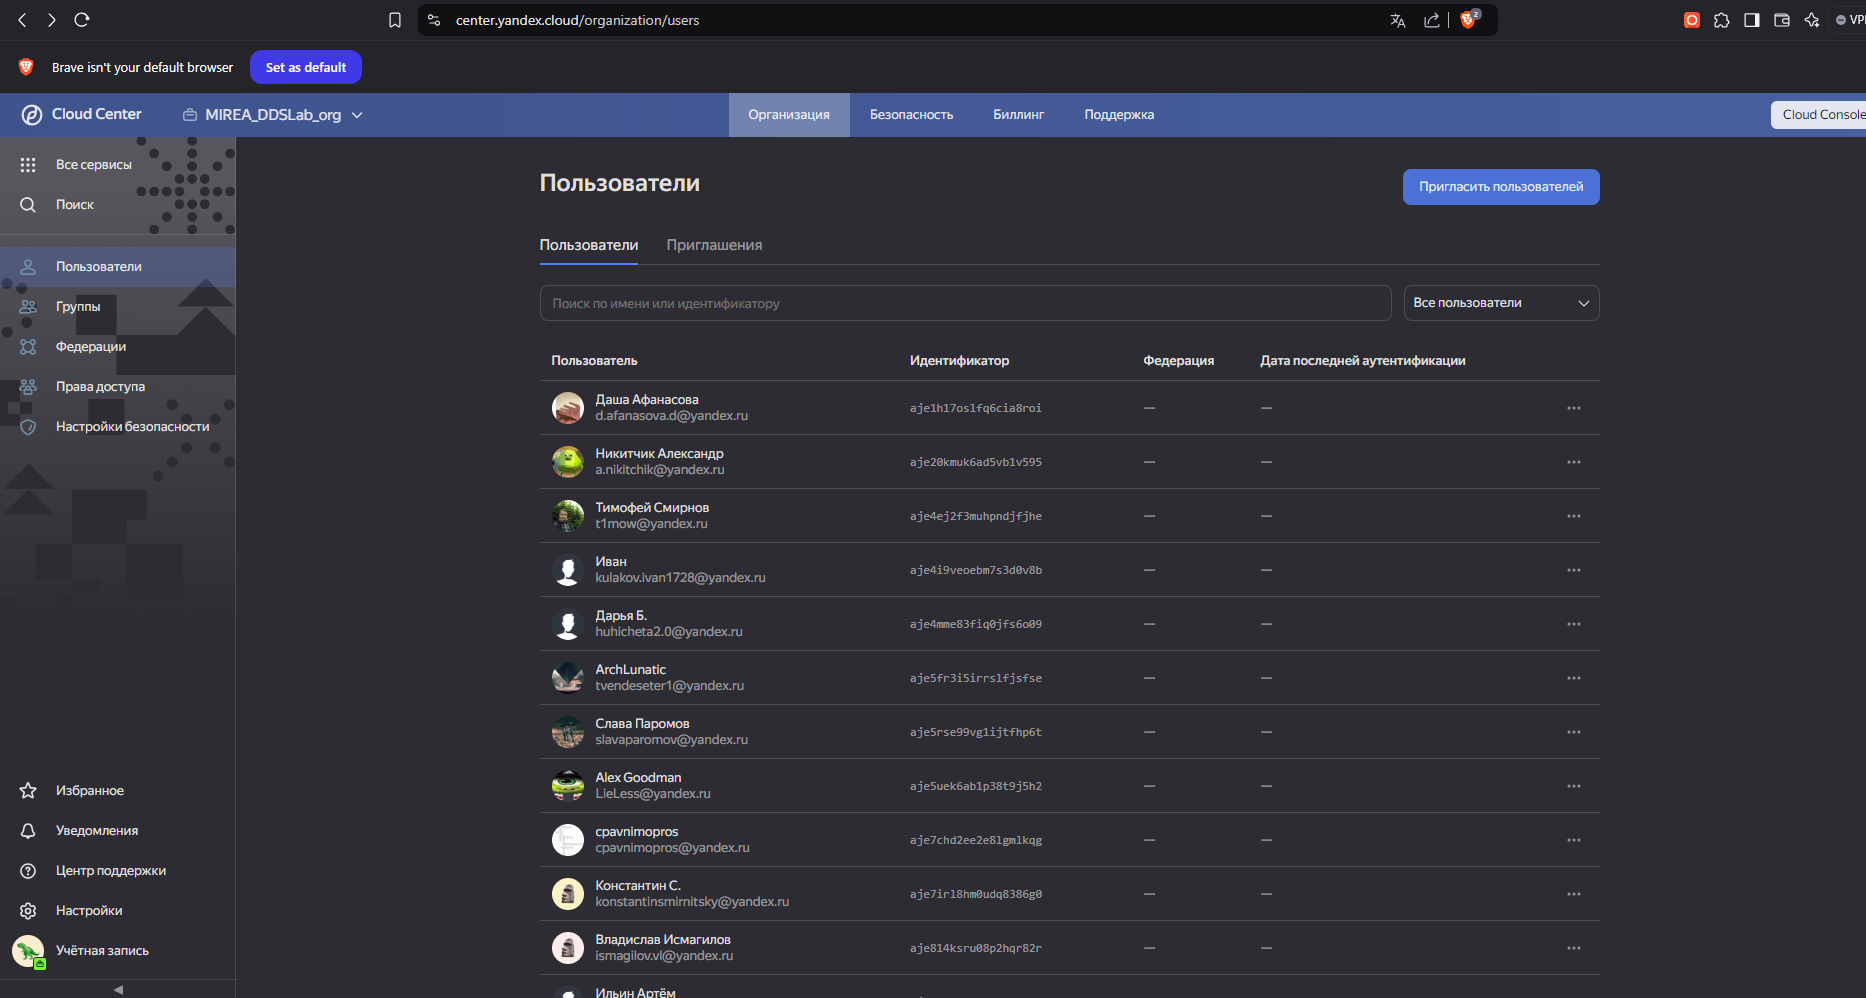 center.yandex.cloud/organization/users
2
VP
Brave isn't your default browser
Set as default
Cloud Center
MIREA_DDSLab_org
Организация
Безопасность
Биллинг
Поддержка
Cloud Console
Все сервисы
Поиск
Пользователи
Группы
Федерации
Права доступа
Настройки безопасности
Избранное
Уведомления
Центр поддержки
Настройки
Учётная запись
Пользователи
Пригласить пользователей
Пользователи
Приглашения
Поиск по имени или идентификатору
Все пользователи
Пользователь Идентификатор Федерация Дата последней аутентификации
Даша Афанасова
d.afanasova.d@yandex.ru
aje1h17oslfq6cia8roi — —
Никитчик Александр
a.nikitchik@yandex.ru
aje20kmuk6ad5vb1v595 — —
Тимофей Смирнов
t1mow@yandex.ru
aje4ej2f3muhpndjfjhe — —
Иван
kulakov.ivan1728@yandex.ru
aje4i9veoebm7s3d0v8b — —
Дарья Б.
huhicheta2.0@yandex.ru
aje4mme83fiq0jfs6o09 — —
ArchLunatic
tvendeseter1@yandex.ru
aje5fr3i5irrslfjsfse — —
Слава Паромов
slavaparomov@yandex.ru
aje5rse99vg1ijtfhp6t — —
Alex Goodman
LieLess@yandex.ru
aje5uek6ab1p38t9j5h2 — —
cpavnimopros
cpavnimopros@yandex.ru
aje7chd2ee2e8lgmlkqg — —
Константин С.
konstantinsmirnitsky@yandex.ru
aje7irl8hm0udq8386g0 — —
Владислав Исмагилов
ismagilov.vl@yandex.ru
aje814ksru08p2hqr82r — —
Ильин Артём